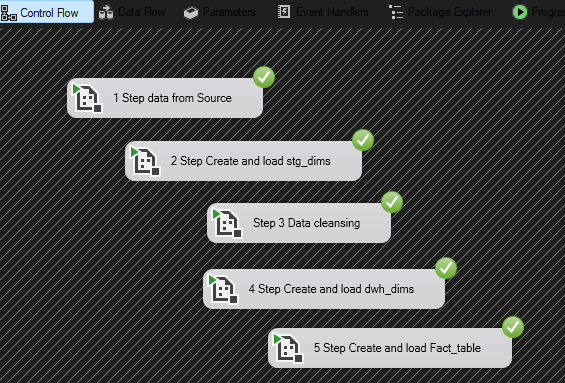 Control Flow
Data Flow
Parameters
Event Handlers
Package Explorer
Progre
1 Step data from Source
2 Step Create and load stg_dims
Step 3 Data cleansing
4 Step Create and load dwh_dims
5 Step Create and load Fact_table